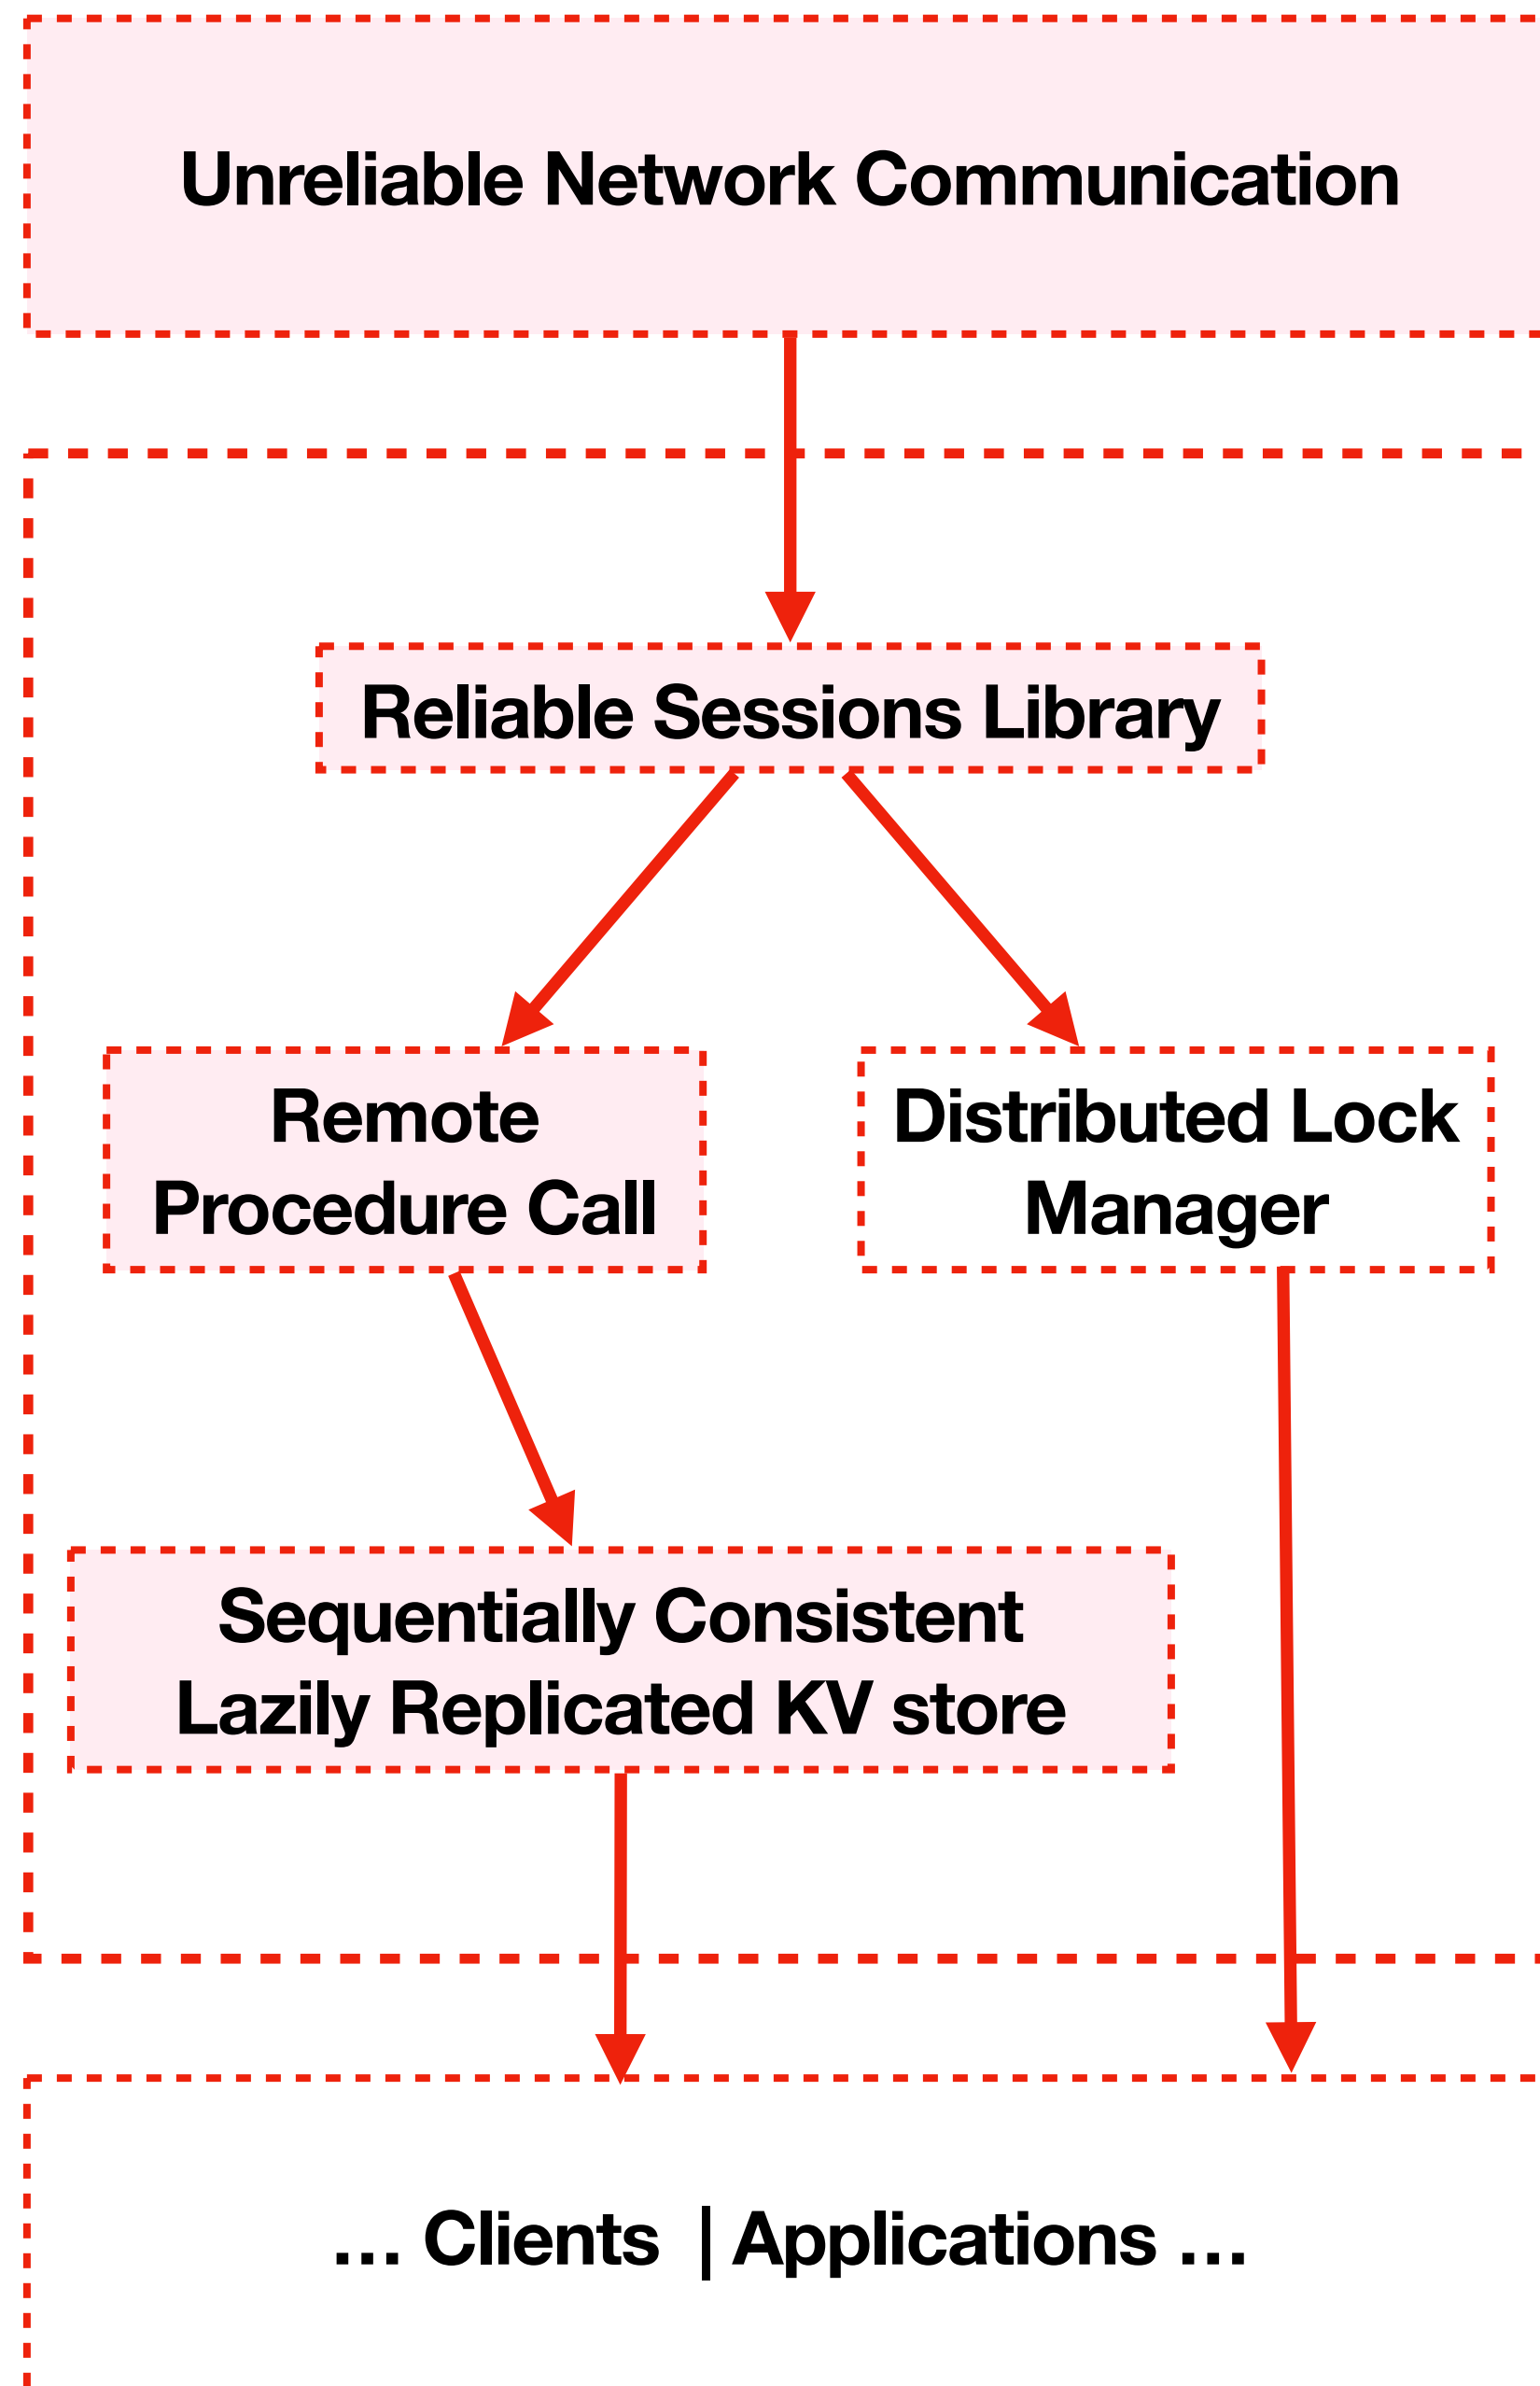 Unreliable Network Communication
Reliable Sessions Library
Remote
Procedure Call
Distributed Lock
Manager
Sequentially Consistent
Lazily Replicated KV store
... Clients | Applications ...